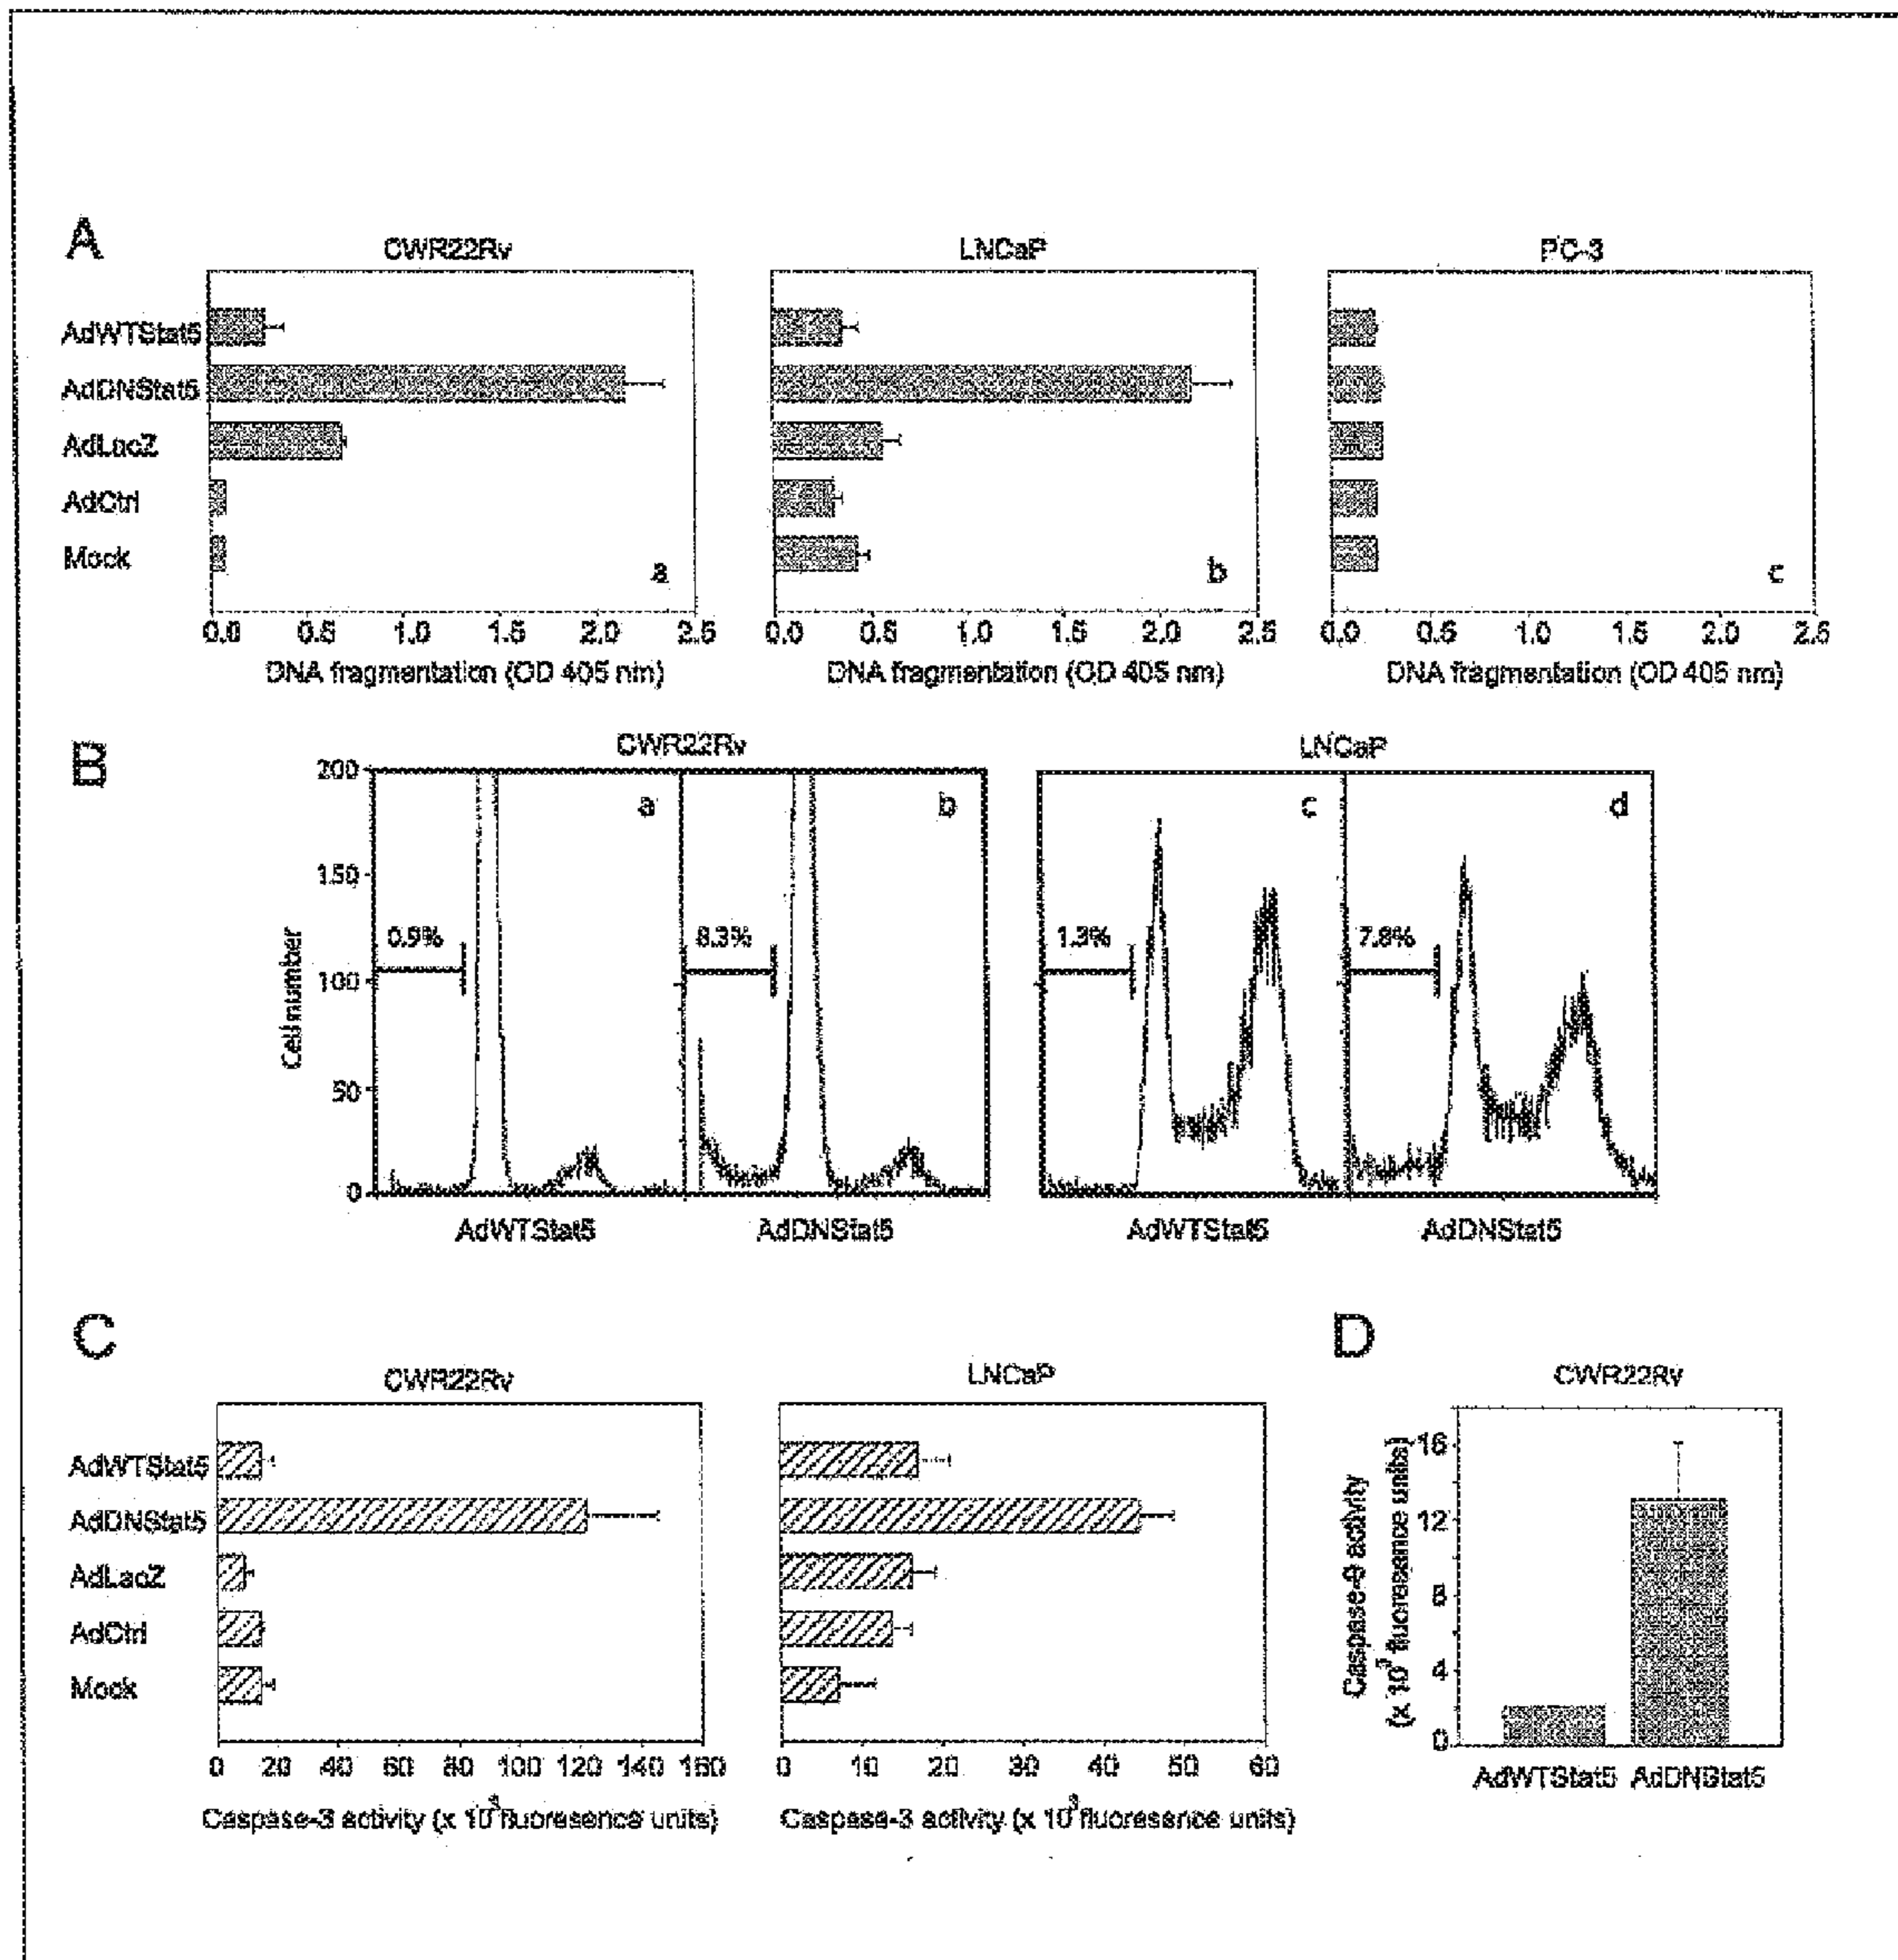 A
CWR22Rv
LNCaP
PC-3
AdWTStat5
AdDNStat5
AdLacZ
AdCtrl
Mock
a
b
c
0.0 0.5 1.0 1.5 2.0 2.5
0.0 0.5 1.0 1.5 2.0 2.5
0.0 0.5 1.0 1.5 2.0 2.5
DNA fragmentation (OD 405 nm)
DNA fragmentation (OD 405 nm)
DNA fragmentation (OD 405 nm)
B
CWR22Rv
LNCaP
200
150
100
50
0
Cell number
a
b
c
d
0.9%
8.3%
1.3%
7.8%
AdWTStat5
AdDNStat5
AdWTStat5
AdDNStat5
C
CWR22Rv
LNCaP
AdWTStat5
AdDNStat5
AdLacZ
AdCtrl
Mock
0 20 40 60 80 100 120 140 160
0 10 20 30 40 50 60
Caspase-3 activity (x 10³ fluoresence units)
Caspase-3 activity (x 10³ fluoresence units)
D
CWR22Rv
Caspase-9 activity
(x 10³ fluoresence units)
16
12
8
4
0
AdWTStat5 AdDNStat5